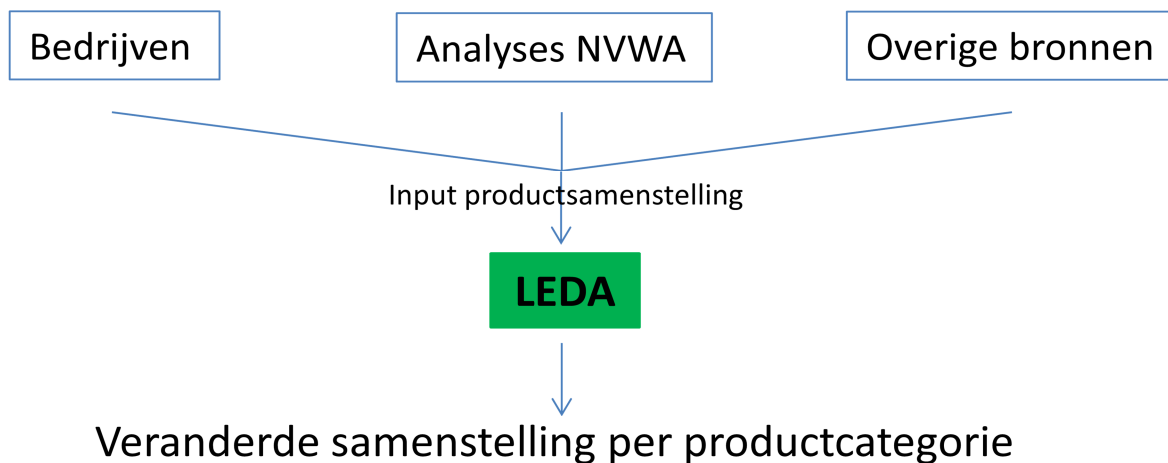 Bedrijven
Analyses NVWA
Overige bronnen
Input productsamenstelling
LEDA
Veranderde samenstelling per productcategorie